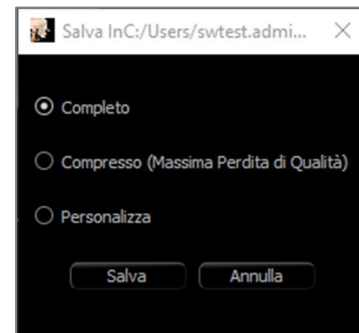 Salva InC:/Users/swtest.admi...
Completo
Compresso (Massima Perdita di Qualità)
Personalizza
Salva Annulla